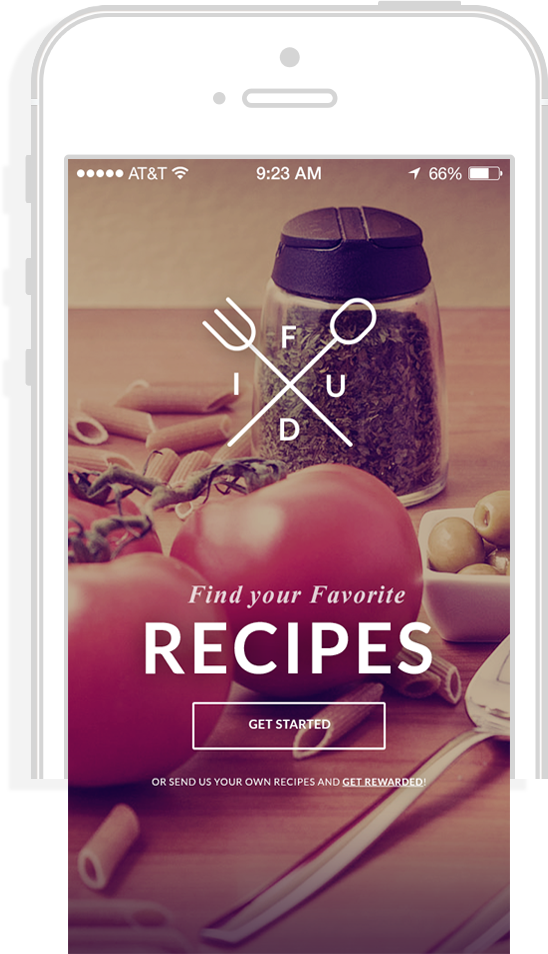 AT&T 9:23 AM 66%
F
I U
D
Find your Favorite
RECIPES
GET STARTED
OR SEND US YOUR OWN RECIPES AND GET REWARDED!